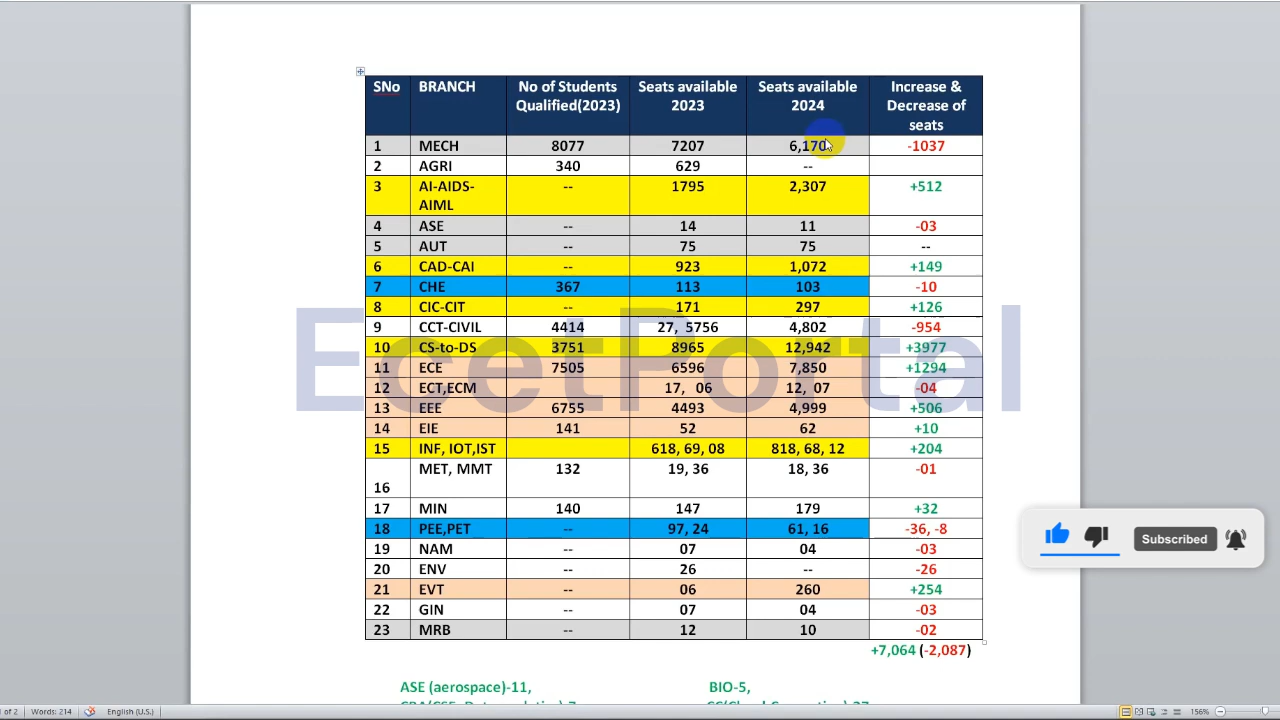 SNo BRANCH No of Students Qualified(2023) Seats available 2023 Seats available 2024 Increase & Decrease of seats
1 MECH 8077 7207 6,170 -1037
2 AGRI 340 629 --
3 AI-AIDS-AIML -- 1795 2,307 +512
4 ASE -- 14 11 -03
5 AUT -- 75 75 --
6 CAD-CAI -- 923 1,072 +149
7 CHE 367 113 103 -10
8 CIC-CIT -- 171 297 +126
9 CCT-CIVIL 4414 27, 5756 4,802 -954
10 CS-to-DS 3751 8965 12,942 +3977
11 ECE 7505 6596 7,850 +1294
12 ECT,ECM 17, 06 12, 07 -04
13 EEE 6755 4493 4,999 +506
14 EIE 141 52 62 +10
15 INF, IOT,IST 618, 69, 08 818, 68, 12 +204
16 MET, MMT 132 19, 36 18, 36 -01
17 MIN 140 147 179 +32
18 PEE,PET -- 97, 24 61, 16 -36, -8
19 NAM -- 07 04 -03
20 ENV -- 26 -- -26
21 EVT -- 06 260 +254
22 GIN -- 07 04 -03
23 MRB -- 12 10 -02
+7,064 (-2,087)
EcetPortal
Subscribed
ASE (aerospace)-11, BIO-5,
of 2 Words: 214 English (U.S.) 156%